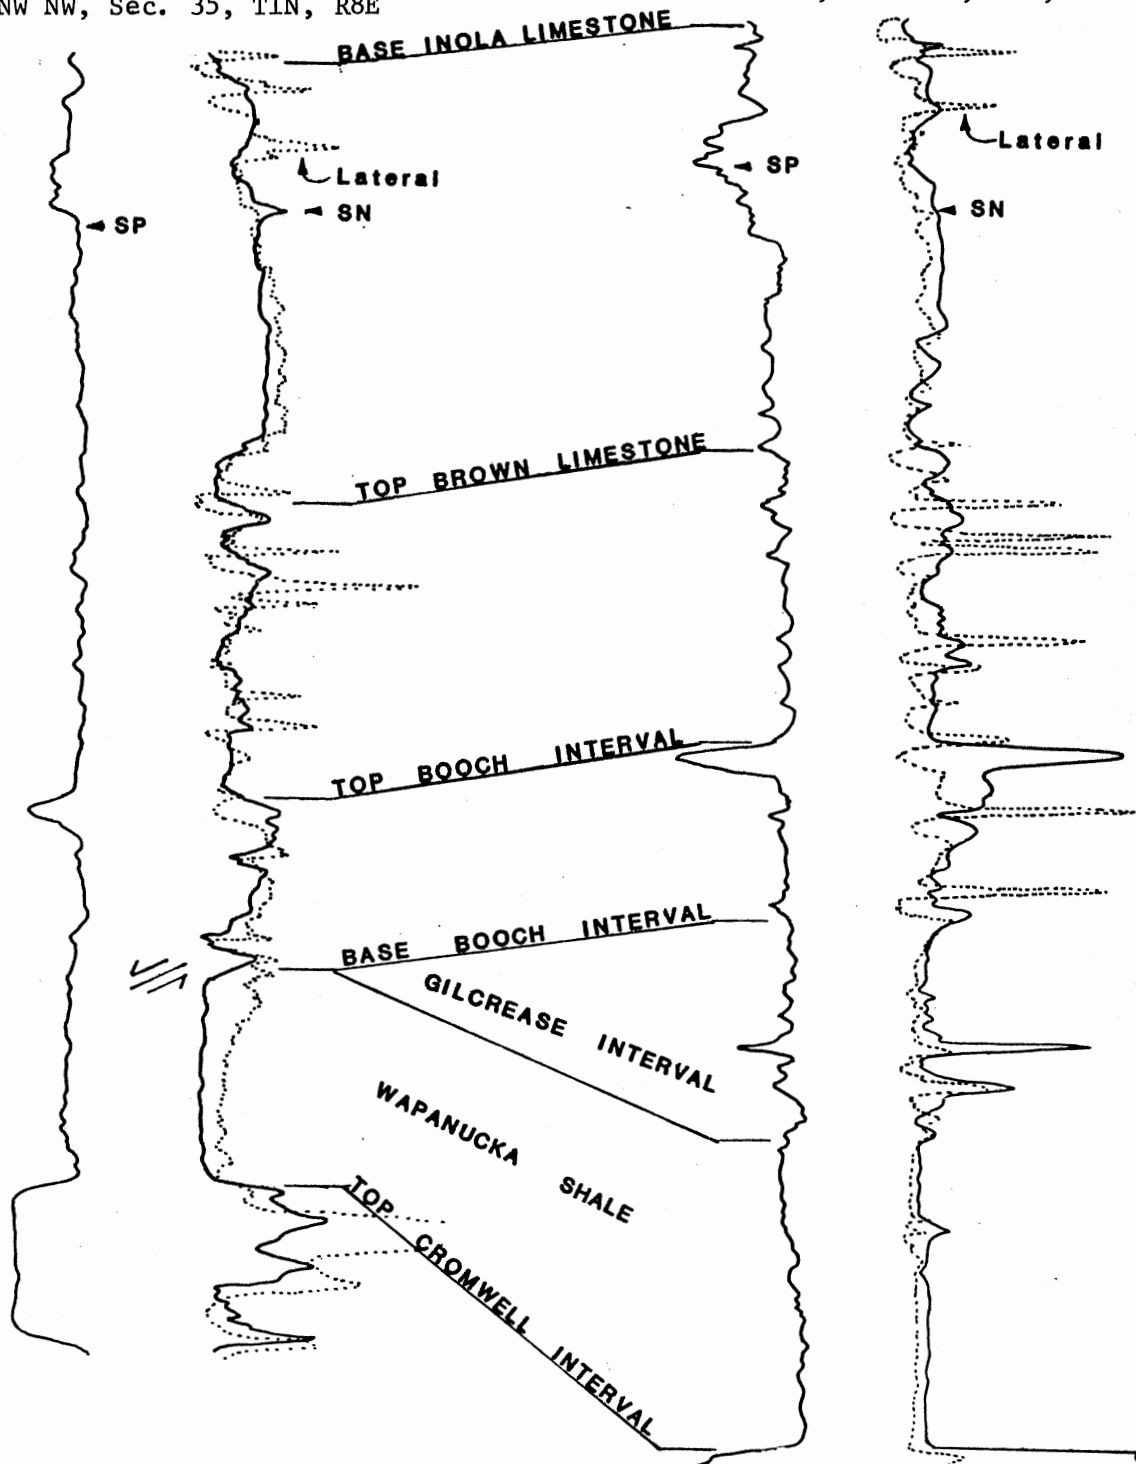 NW NW, Sec. 35, T1N, R8E
BASE INOLA LIMESTONE
Lateral
Lateral
SP
SN
SN
SP
TOP BROWN LIMESTONE
TOP BOOCH INTERVAL
BASE BOOCH INTERVAL
GILCREASE INTERVAL
WAPANUCKA SHALE
TOP CROMWELL INTERVAL